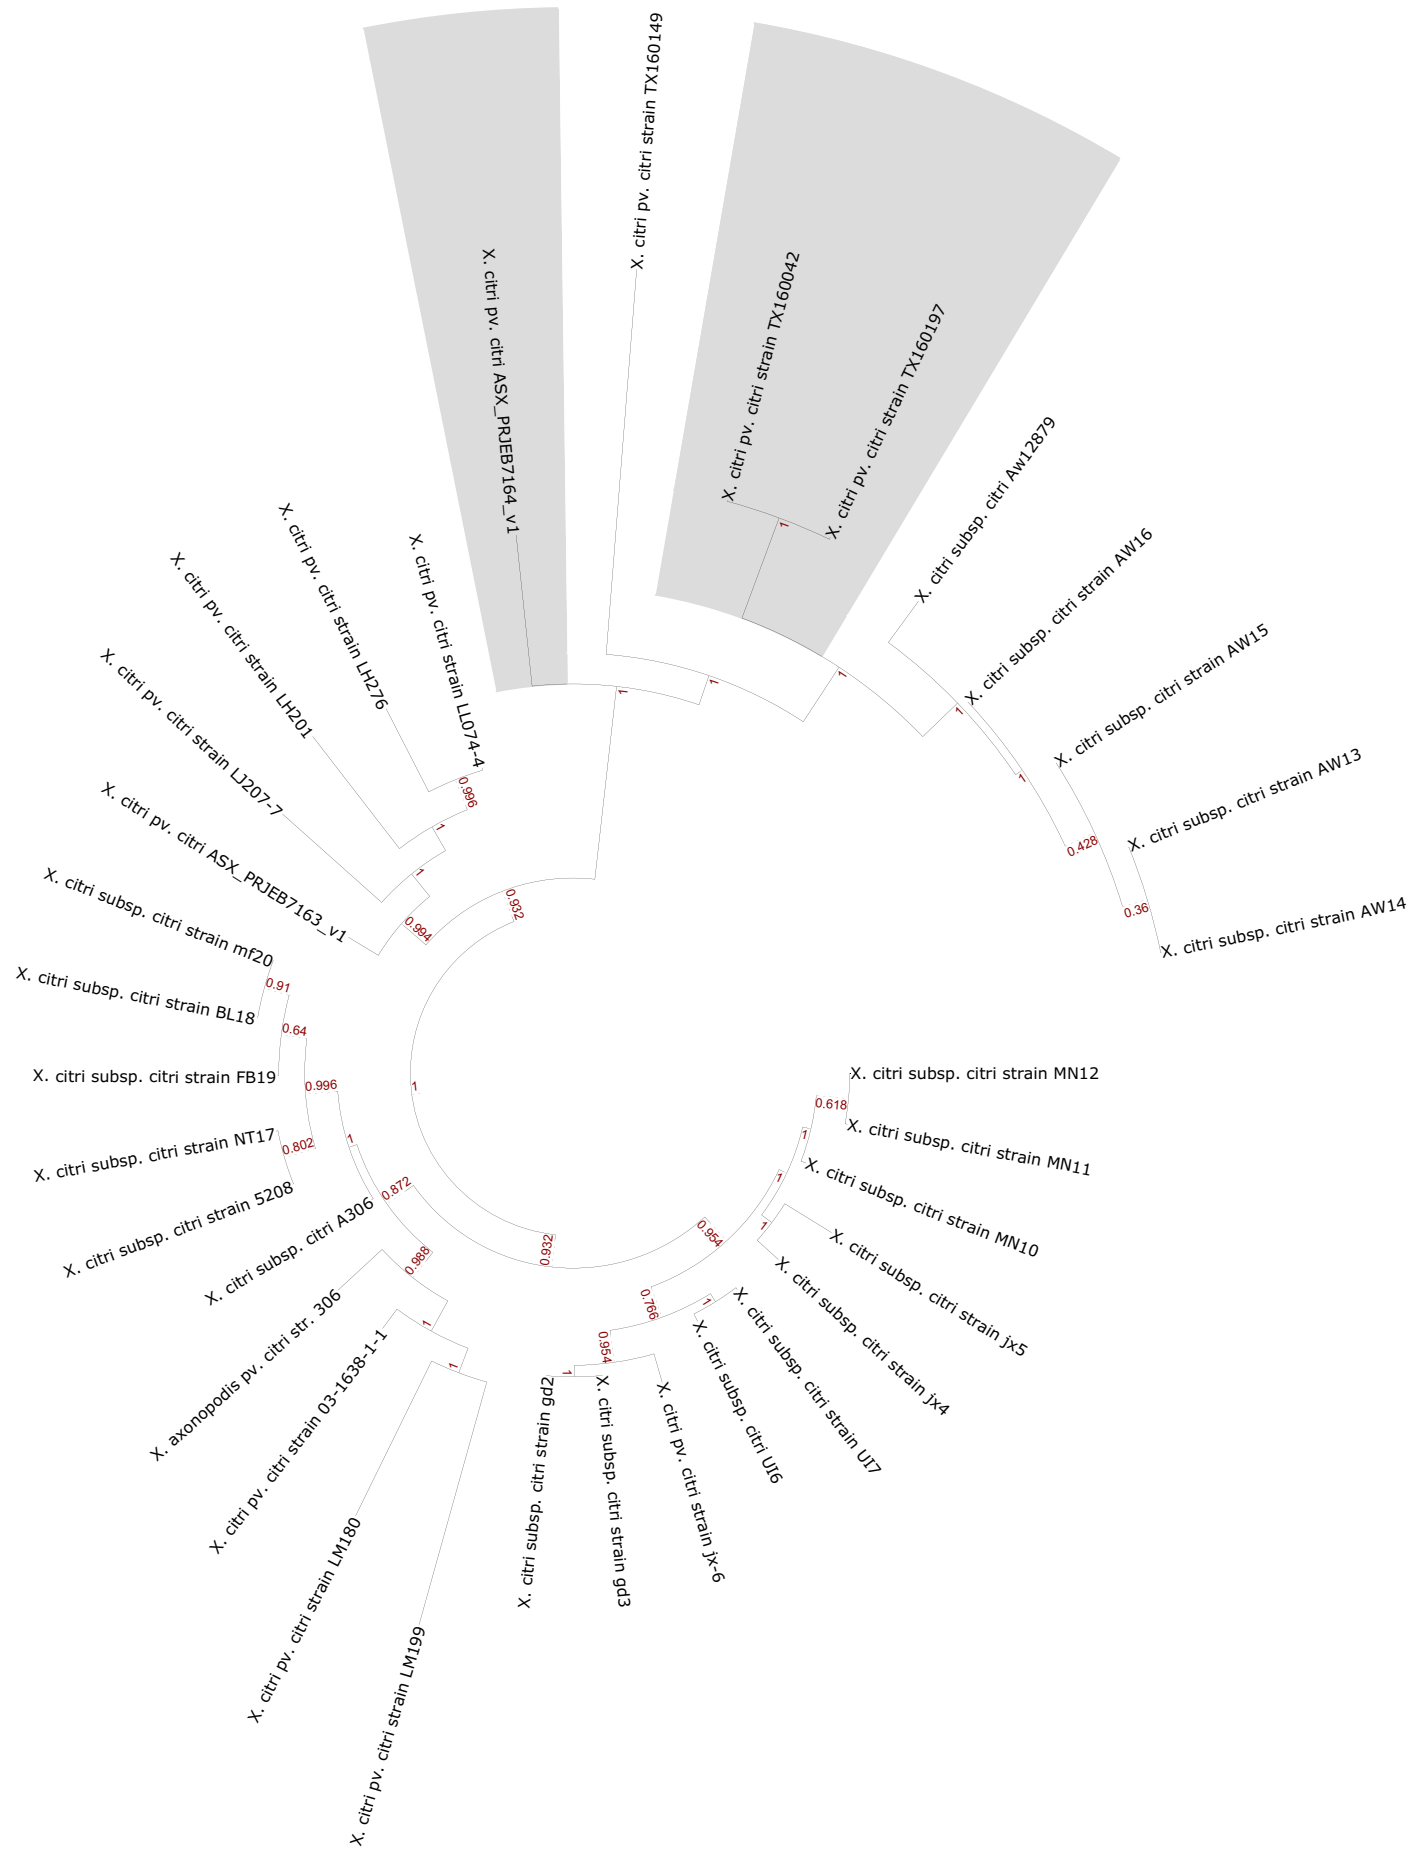 X. citri pv. citri strain TX160149
X. citri pv. citri ASX_PRJEB7164_v1
X. citri pv. citri strain TX160042
X. citri pv. citri strain TX160197
X. citri subsp. citri Aw12879
X. citri subsp. citri strain AW16
X. citri subsp. citri strain AW15
X. citri subsp. citri strain AW13
X. citri subsp. citri strain AW14
X. citri pv. citri strain LL074-4
X. citri pv. citri strain LH276
X. citri pv. citri strain LH201
X. citri pv. citri strain LJ207-7
X. citri pv. citri ASX_PRJEB7163_v1
X. citri subsp. citri strain mf20
X. citri subsp. citri strain BL18
X. citri subsp. citri strain FB19
X. citri subsp. citri strain NT17
X. citri subsp. citri strain 5208
X. citri subsp. citri A306
X. axonopodis pv. citri str. 306
X. citri pv. citri strain 03-1638-1-1
X. citri pv. citri strain LM180
X. citri pv. citri strain LM199
X. citri subsp. citri strain gd2
X. citri subsp. citri strain gd3
X. citri pv. citri strain jx-6
X. citri subsp. citri UI6
X. citri subsp. citri strain UI7
X. citri subsp. citri strain jx4
X. citri subsp. citri strain jx5
X. citri subsp. citri strain MN10
X. citri subsp. citri strain MN11
X. citri subsp. citri strain MN12
1
1
1
1
1
1
0.428
0.36
0.996
1
1
0.994
0.932
0.91
0.64
0.996
0.802
1
0.872
0.988
1
1
1
0.932
0.954
0.766
0.954
1
1
1
1
1
0.618